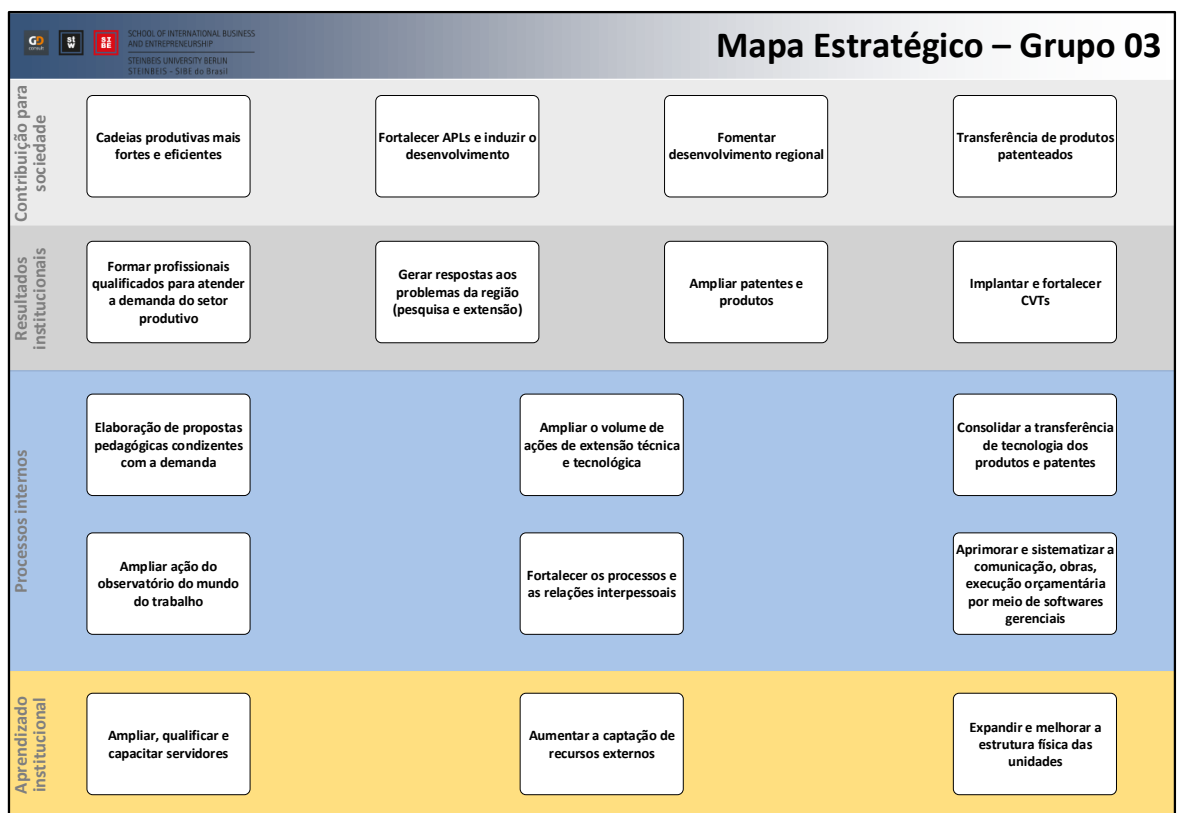 GD
consult
st
W
SI
BE
SCHOOL OF INTERNATIONAL BUSINESS
AND ENTREPRENEURSHIP
STEINBEIS UNIVERSITY BERLIN
STEINBEIS – SIBE do Brasil
Mapa Estratégico – Grupo 03
Contribuição para
sociedade
Cadeias produtivas mais
fortes e eficientes
Fortalecer APLs e induzir o
desenvolvimento
Fomentar
desenvolvimento regional
Transferência de produtos
patenteados
Resultados
institucionais
Formar profissionais
qualificados para atender
a demanda do setor
produtivo
Gerar respostas aos
problemas da região
(pesquisa e extensão)
Ampliar patentes e
produtos
Implantar e fortalecer
CVTs
Processos internos
Elaboração de propostas
pedagógicas condizentes
com a demanda
Ampliar o volume de
ações de extensão técnica
e tecnológica
Consolidar a transferência
de tecnologia dos
produtos e patentes
Ampliar ação do
observatório do mundo
do trabalho
Fortalecer os processos e
as relações interpessoais
Aprimorar e sistematizar a
comunicação, obras,
execução orçamentária
por meio de softwares
gerenciais
Aprendizado
institucional
Ampliar, qualificar e
capacitar servidores
Aumentar a captação de
recursos externos
Expandir e melhorar a
estrutura física das
unidades